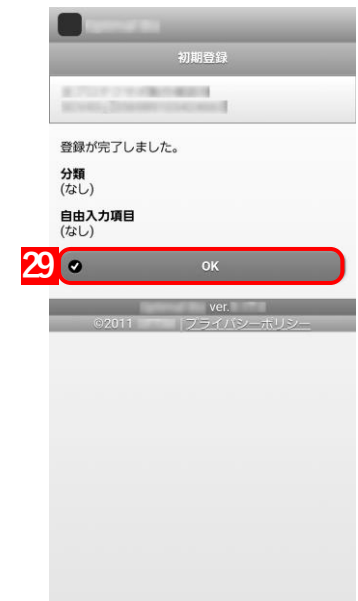 初期登録
登録が完了しました。
分類
(なし)
自由入力項目
(なし)
29
OK
ver.
©2011 |プライバシーポリシー